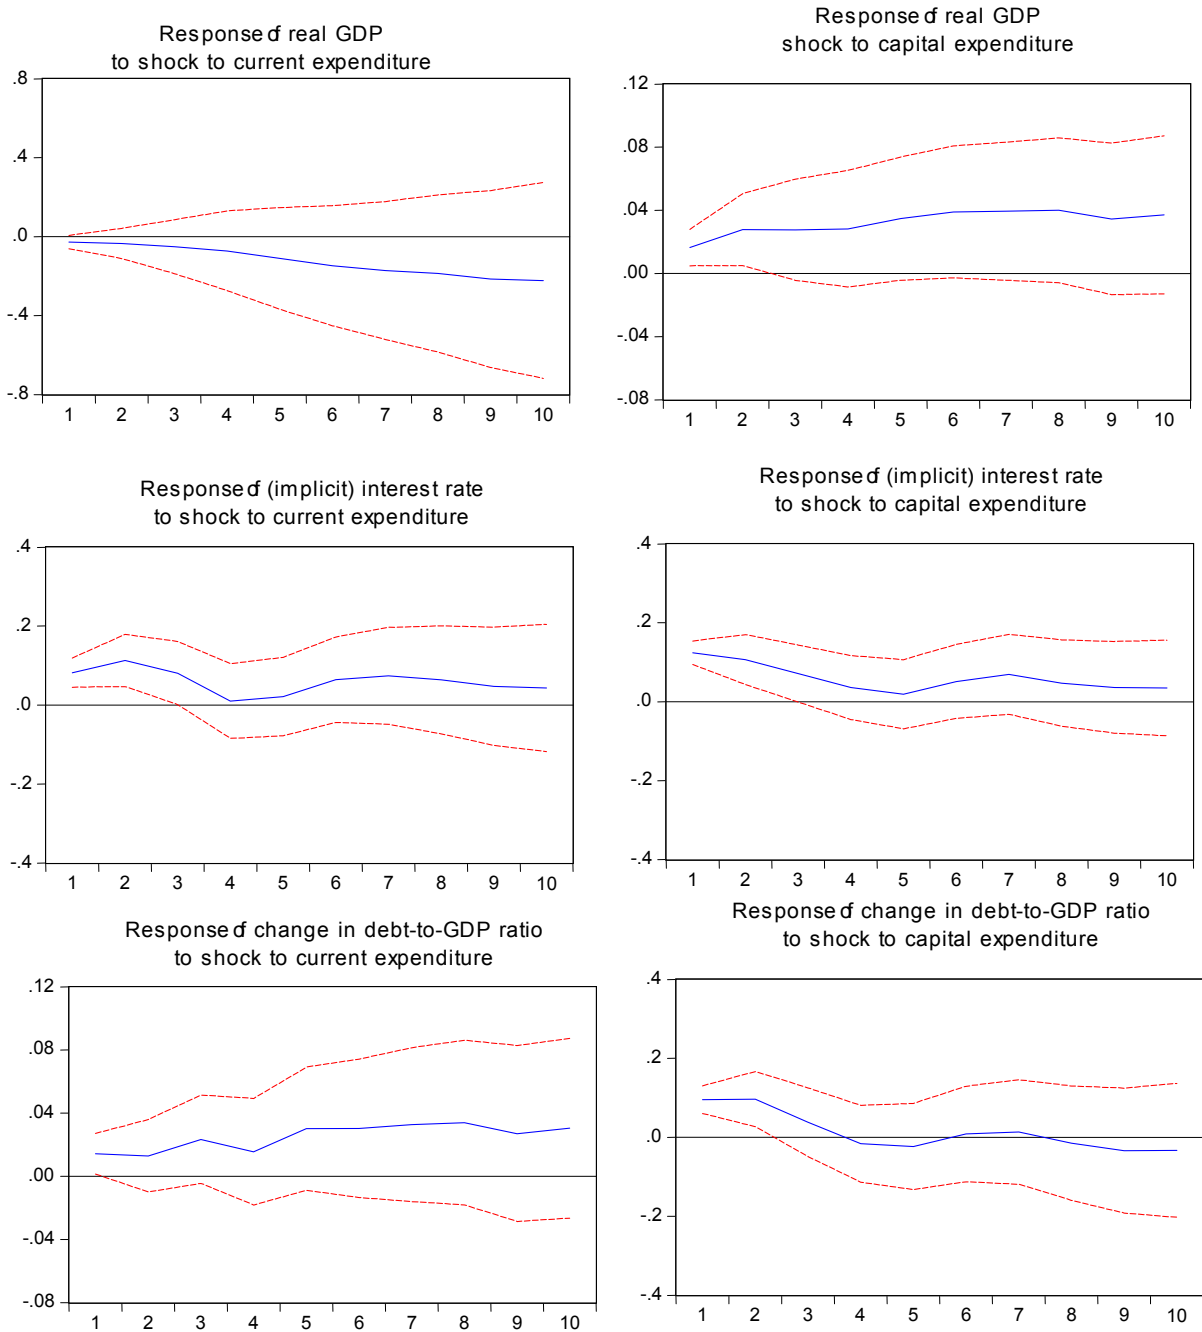 Response of real GDP
to shock to current expenditure
.8
.4
.0
-.4
-.8
1 2 3 4 5 6 7 8 9 10
Response of real GDP
shock to capital expenditure
.12
.08
.04
.00
-.04
-.08
1 2 3 4 5 6 7 8 9 10
Response of (implicit) interest rate
to shock to current expenditure
.4
.2
.0
-.2
-.4
1 2 3 4 5 6 7 8 9 10
Response of (implicit) interest rate
to shock to capital expenditure
.4
.2
.0
-.2
-.4
1 2 3 4 5 6 7 8 9 10
Response of change in debt-to-GDP ratio
to shock to current expenditure
.12
.08
.04
.00
-.04
-.08
1 2 3 4 5 6 7 8 9 10
Response of change in debt-to-GDP ratio
to shock to capital expenditure
.4
.2
.0
-.2
-.4
1 2 3 4 5 6 7 8 9 10